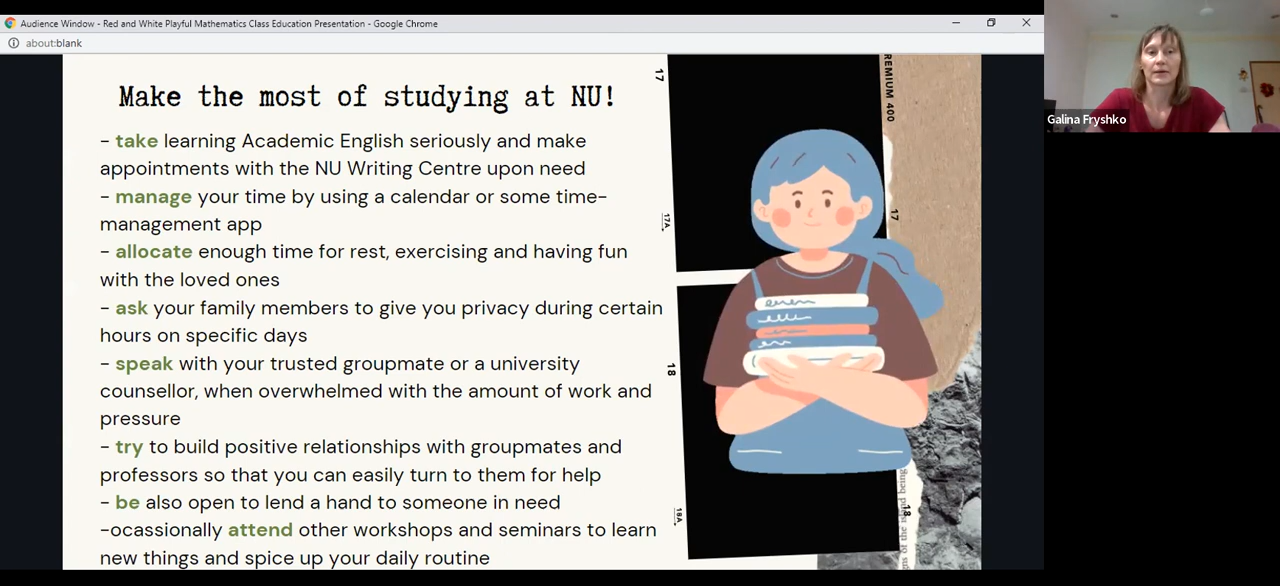 Audience Window - Red and White Playful Mathematics Class Education Presentation - Google Chrome
about:blank
Galina Fryshko
Make the most of studying at NU!
- take learning Academic English seriously and make
appointments with the NU Writing Centre upon need
- manage your time by using a calendar or some time-
management app
- allocate enough time for rest, exercising and having fun
with the loved ones
- ask your family members to give you privacy during certain
hours on specific days
- speak with your trusted groupmate or a university
counsellor, when overwhelmed with the amount of work and
pressure
- try to build positive relationships with groupmates and
professors so that you can easily turn to them for help
- be also open to lend a hand to someone in need
-ocassionally attend other workshops and seminars to learn
new things and spice up your daily routine
17
17A
18
18A
REMIUM 400
17
18
of the island being